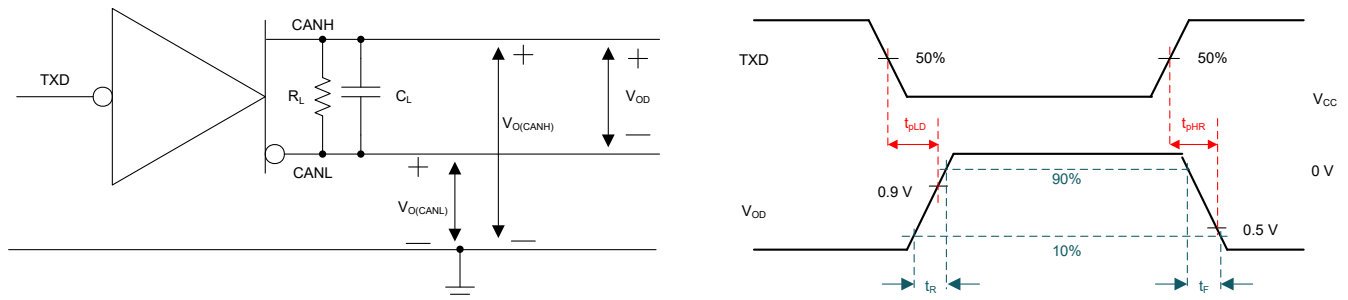 CANH
TXD
R_L
C_L
V_OD
V_O(CANH)
CANL
V_O(CANL)
TXD
50%
50%
V_CC
t_pLD
t_pHR
0 V
90%
0.9 V
V_OD
0.5 V
10%
t_R
t_F